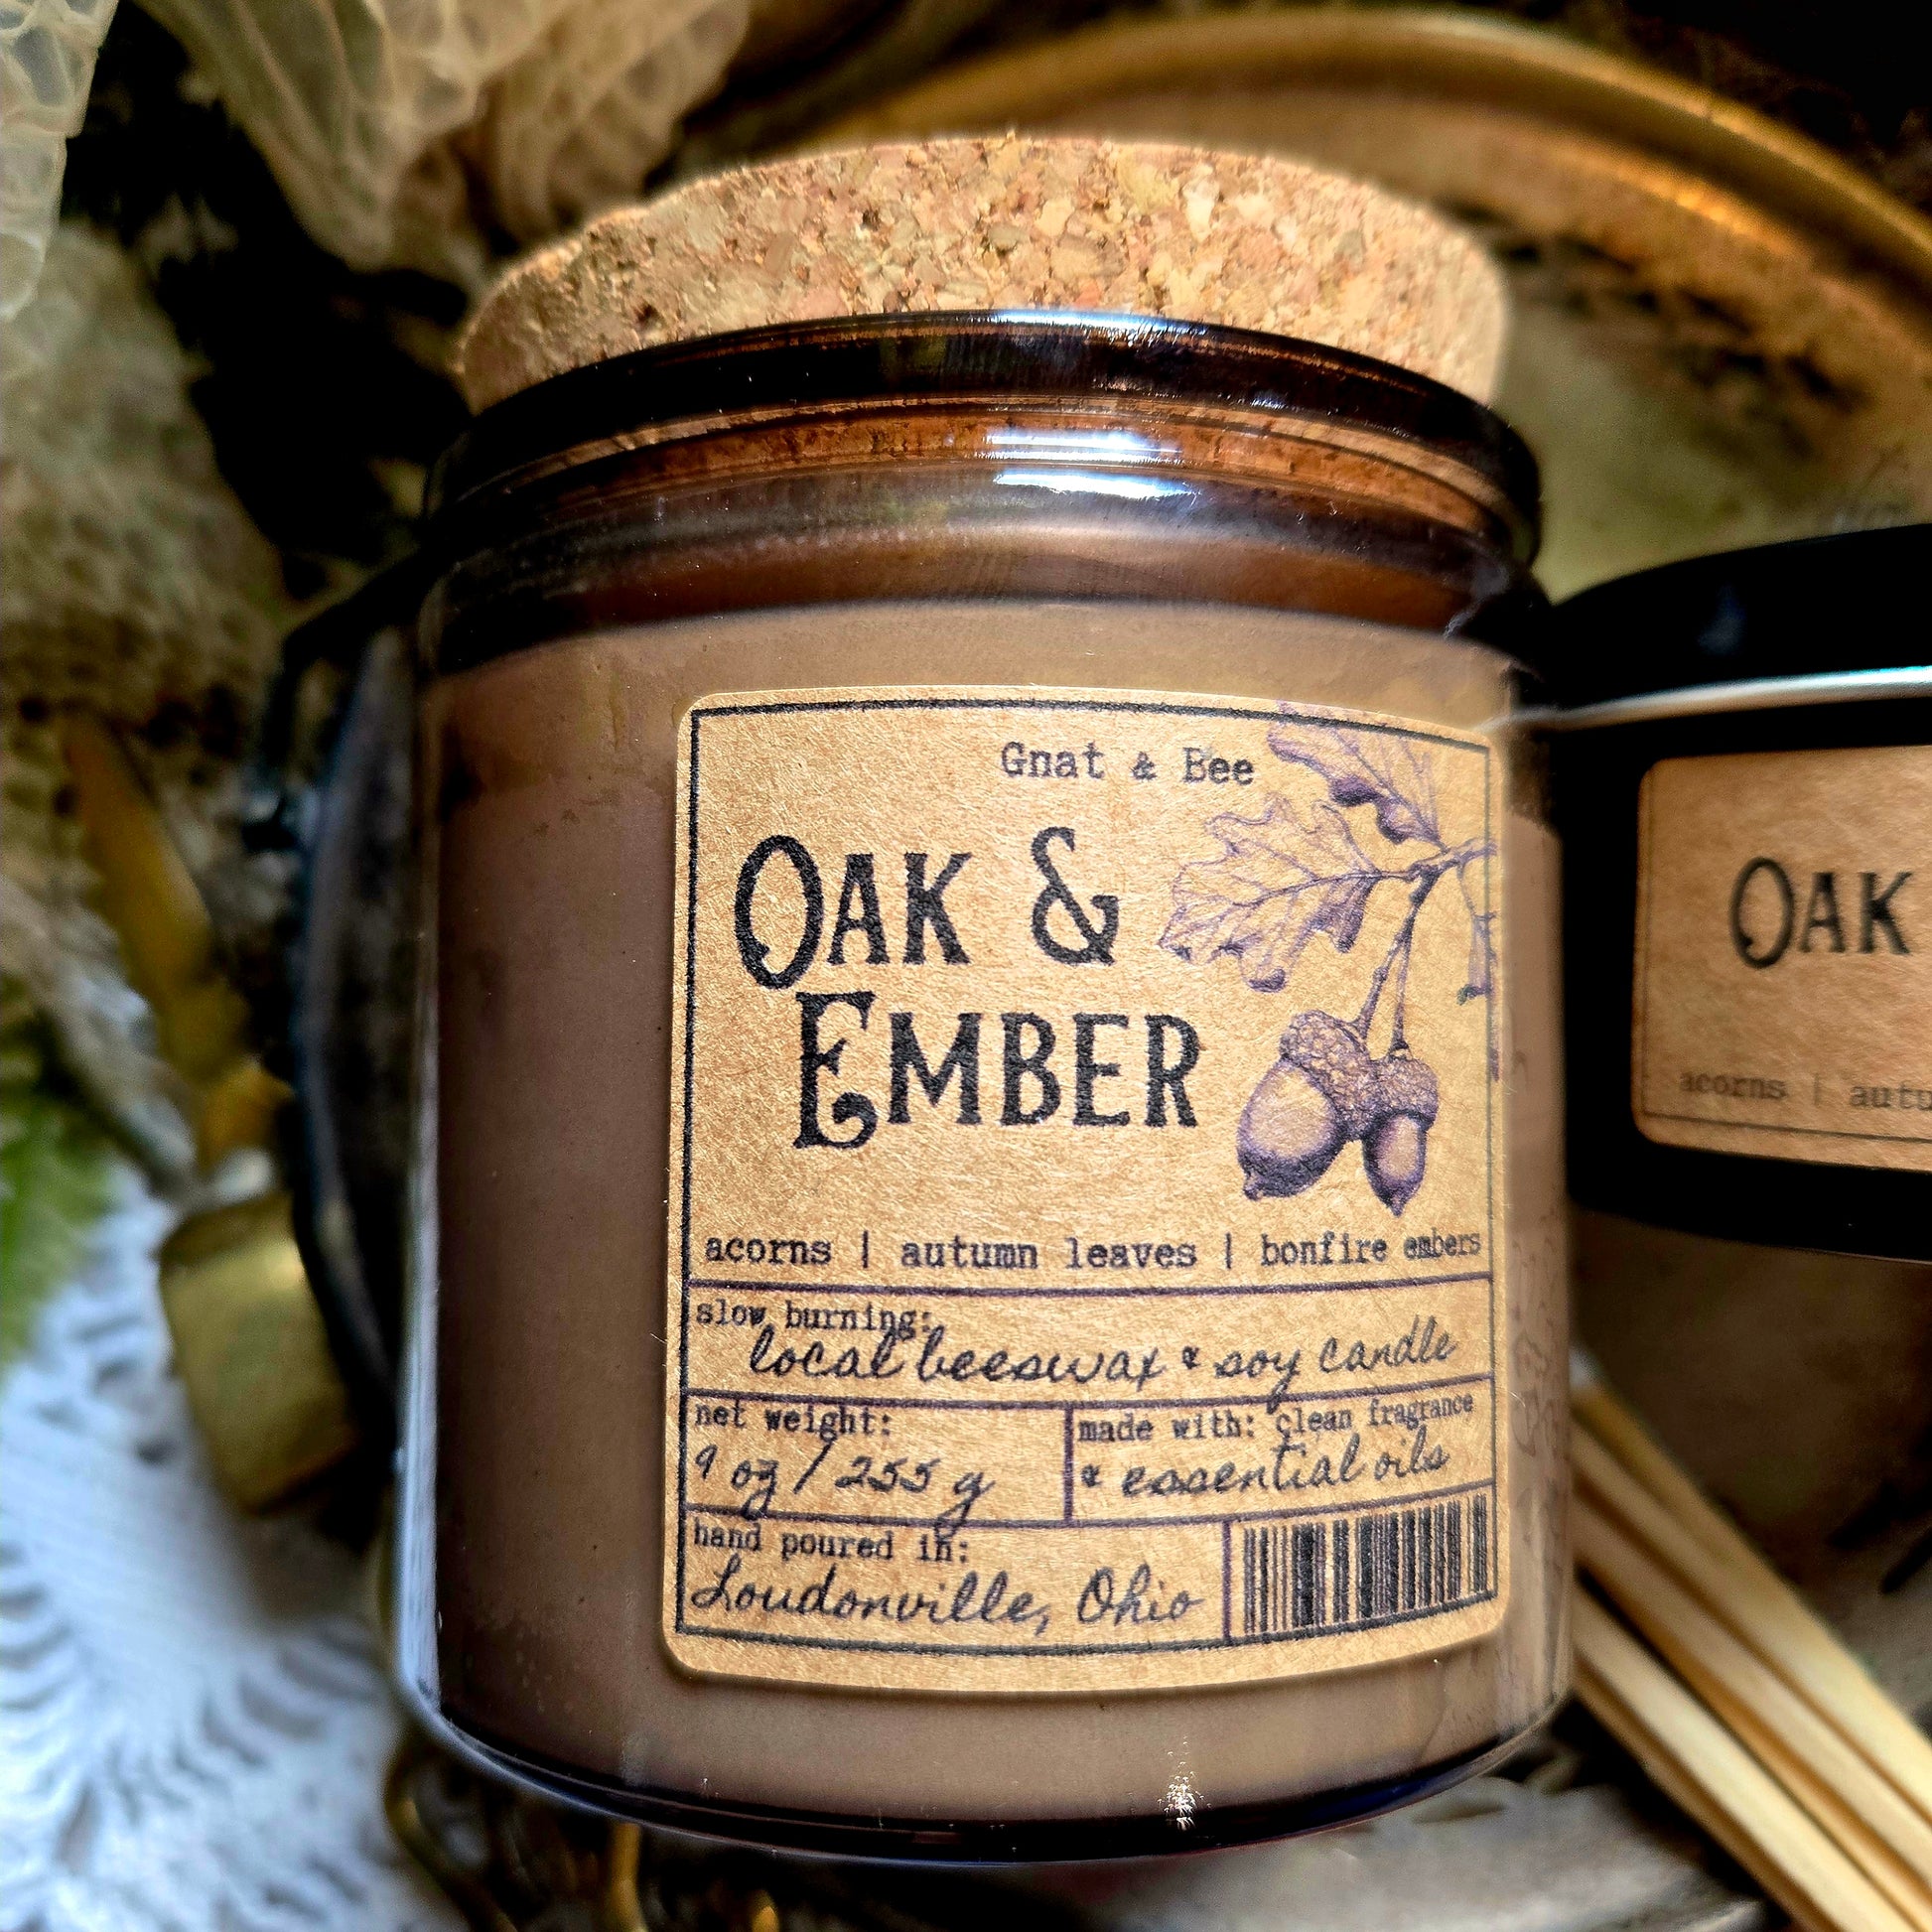 Gnat & Bee
OAK &
EMBER
acorns | autumn leaves | bonfire embers
slow burning:
local beeswax & soy candle
net weight:
9 oz / 255 g
made with: clean fragrance
& essential oils
hand poured in:
Loudonville, Ohio
OAK
acorns |